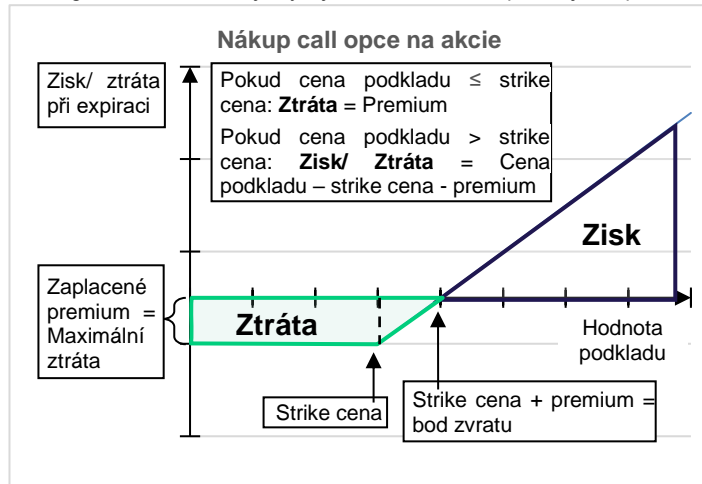 Nákup call opce na akcie
Zisk/ ztráta
při expiraci
Pokud cena podkladu ≤ strike
cena: Ztráta = Premium
Pokud cena podkladu > strike
cena: Zisk/ Ztráta = Cena
podkladu – strike cena - premium
Zisk
Zaplacené
premium =
Maximální
ztráta
Ztráta
Hodnota
podkladu
Strike cena
Strike cena + premium =
bod zvratu